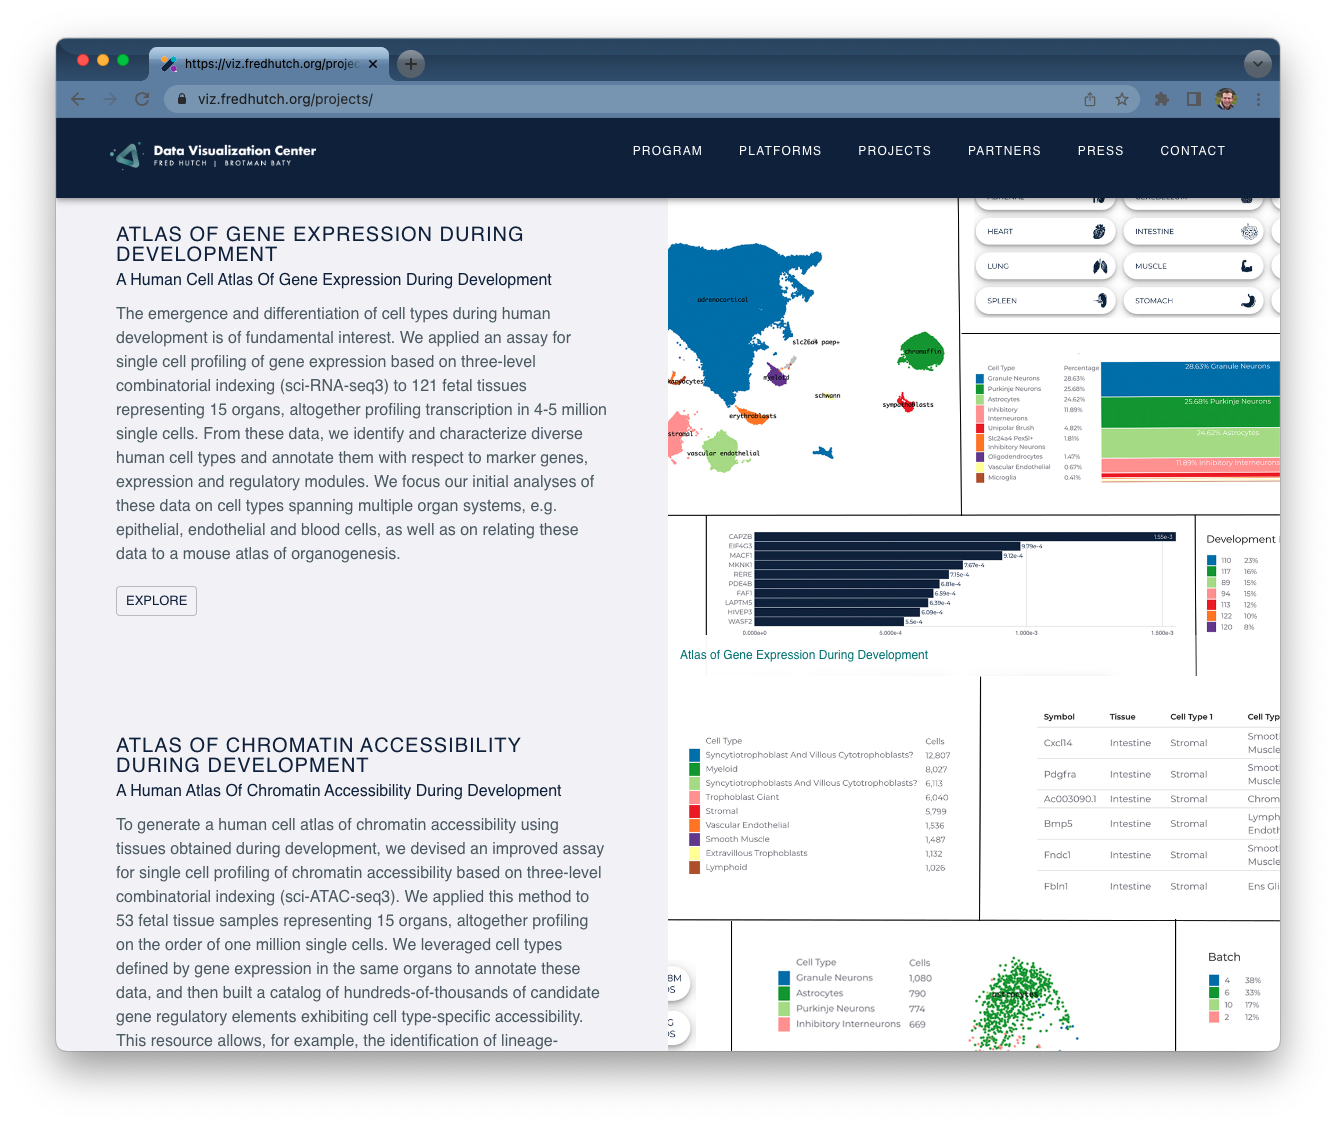 https://viz.fredhutch.org/projec
viz.fredhutch.org/projects/
Data Visualization Center
FRED HUTCH | BROTMAN BATY
PROGRAM PLATFORMS PROJECTS PARTNERS PRESS CONTACT
ATLAS OF GENE EXPRESSION DURING
DEVELOPMENT
A Human Cell Atlas Of Gene Expression During Development
The emergence and differentiation of cell types during human
development is of fundamental interest. We applied an assay for
single cell profiling of gene expression based on three-level
combinatorial indexing (sci-RNA-seq3) to 121 fetal tissues
representing 15 organs, altogether profiling transcription in 4-5 million
single cells. From these data, we identify and characterize diverse
human cell types and analyze them with respect to marker genes,
expression and regulatory modules. We focus our initial analyses of
these data on cell types spanning multiple organ systems, e.g.
epithelial, endothelial and blood cells, as well as on relating these
data to a mouse atlas of organogenesis.
EXPLORE
ATLAS OF CHROMATIN ACCESSIBILITY
DURING DEVELOPMENT
A Human Atlas Of Chromatin Accessibility During Development
To generate a human cell atlas of chromatin accessibility using
tissues obtained during development, we devised an improved assay
for single cell profiling of chromatin accessibility based on three-level
combinatorial indexing (sci-ATAC-seq3). We applied this method to
53 fetal tissue samples representing 15 organs, altogether profiling
on the order of one million single cells. We leveraged cell types
defined by gene expression in the same organs to annotate these
data, and then built a catalog of hundreds-of-thousands of candidate
gene regulatory elements exhibiting cell type-specific accessibility.
This resource allows, for example, the identification of lineage-
adrenocortical
slc26a4 paep+
chromaffin
myeloid
schwann
sympathoblasts
erythroblasts
stromal
vascular endothelial
HEART INTESTINE
LUNG MUSCLE
SPLEEN STOMACH
Cell Type Percentage
Granule Neurons 28.63%
Purkinje Neurons 25.68%
Astrocytes 24.62%
Inhibitory 11.89%
Interneurons
Unipolar Brush 4.82%
Slc24a4 Pex5l+ 1.81%
Inhibitory Neurons
Oligodendrocytes 1.47%
Vascular Endothelial 0.67%
Microglia 0.41%
28.63% Granule Neurons
25.68% Purkinje Neurons
24.62% Astrocytes
11.89% Inhibitory Interneurons
CAPZB 1.55e-3
EIF4G3 9.79e-4
MACF1 9.12e-4
MKNK1 7.67e-4
RERE 7.15e-4
PDE4B 6.81e-4
FAF1 6.59e-4
LAPTM5 6.39e-4
HIVEP3 6.09e-4
WASF2 5.5e-4
0.000e+0 5.000e-4 1.000e-3 1.500e-3
Development
110 23%
117 16%
89 15%
94 15%
113 12%
122 10%
120 8%
Atlas of Gene Expression During Development
Cell Type Cells
Syncytiotrophoblast And Villous Cytotrophoblasts? 12,807
Myeloid 8,027
Syncytiotrophoblasts And Villous Cytotrophoblasts? 6,113
Trophoblast Giant 6,040
Stromal 5,799
Vascular Endothelial 1,536
Smooth Muscle 1,487
Extravillous Trophoblasts 1,132
Lymphoid 1,026
Symbol Tissue Cell Type 1 Cell Typ
Cxcl14 Intestine Stromal Smoot
Muscle
Pdgfra Intestine Stromal Smoot
Muscle
Ac003090.1 Intestine Stromal Chrom
Bmp5 Intestine Stromal Lymph
Endoth
Fndc1 Intestine Stromal Smoot
Muscle
Fbln1 Intestine Stromal Ens Gli
Cell Type Cells
Granule Neurons 1,080
Astrocytes 790
Purkinje Neurons 774
Inhibitory Interneurons 669
Batch
4 38%
6 33%
10 17%
2 12%